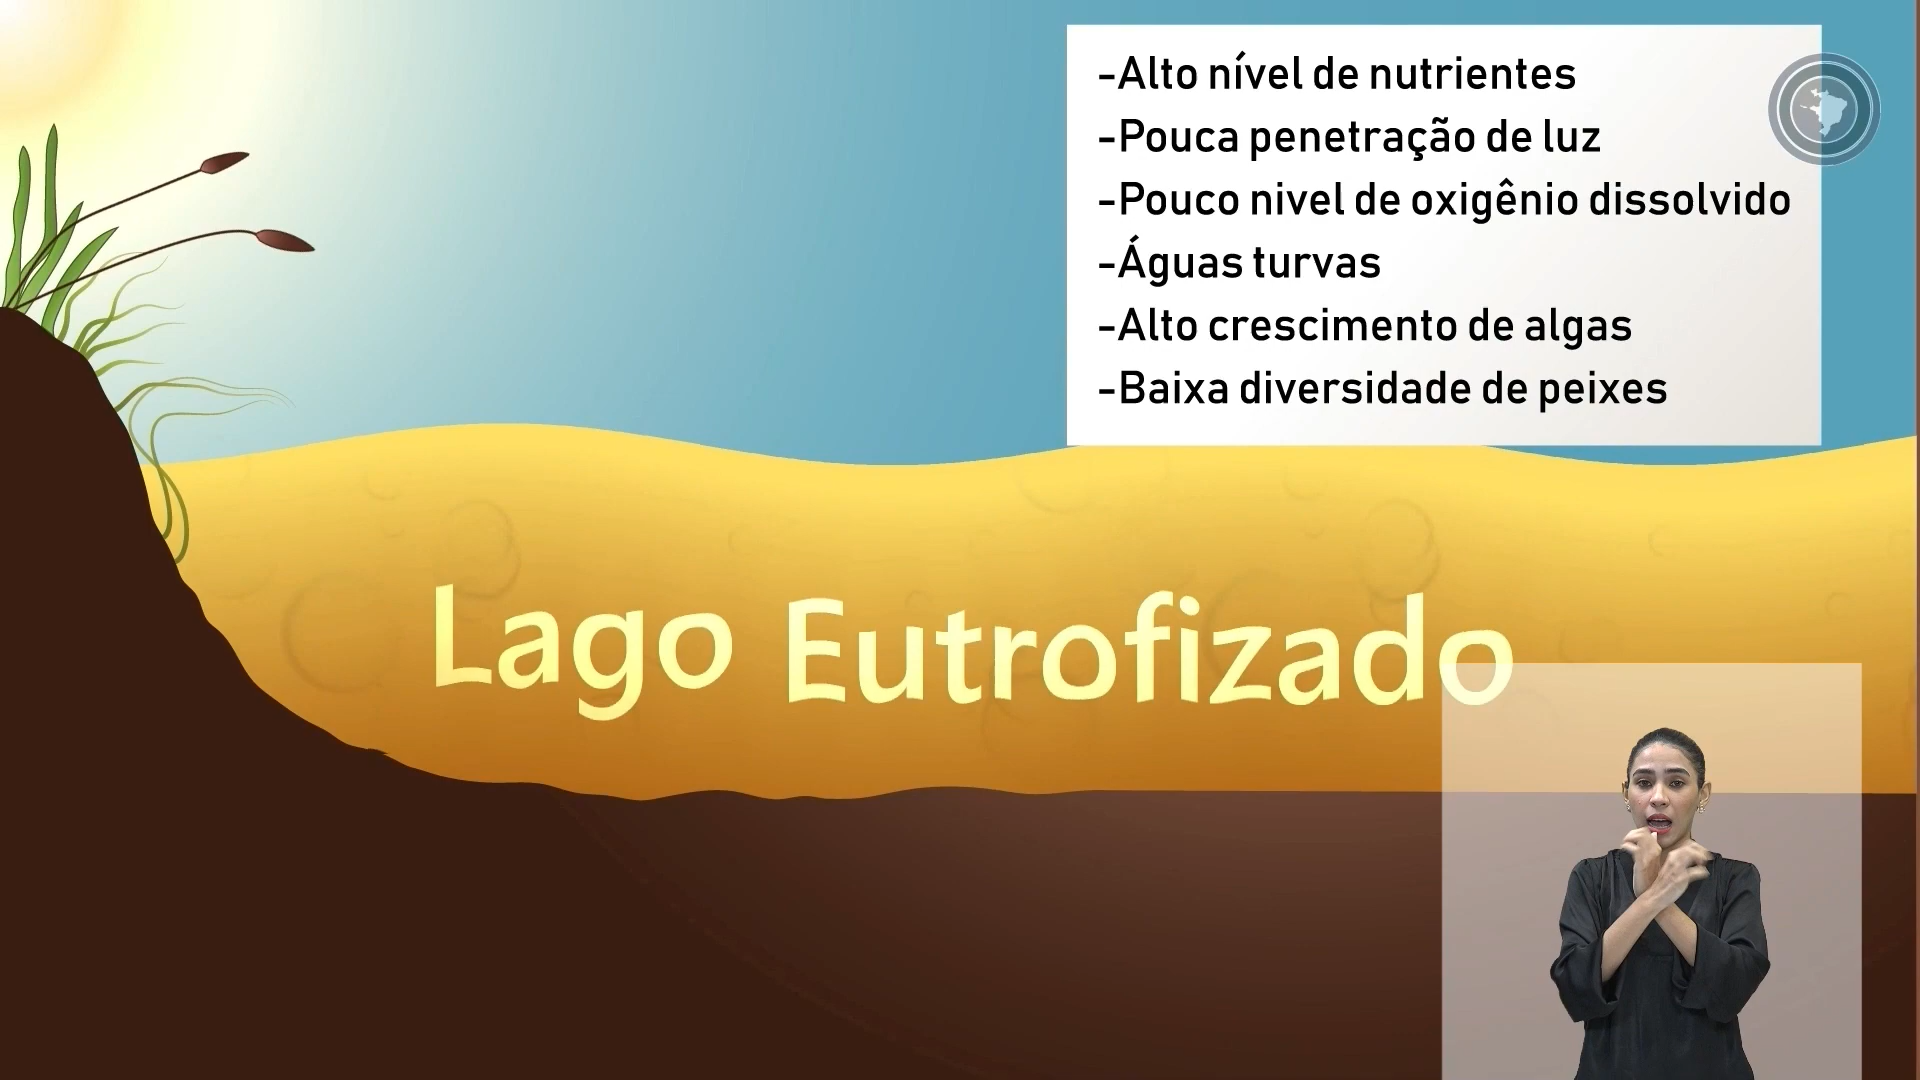 -Alto nível de nutrientes
-Pouca penetração de luz
-Pouco nivel de oxigênio dissolvido
-Águas turvas
-Alto crescimento de algas
-Baixa diversidade de peixes
Lago Eutrofizado